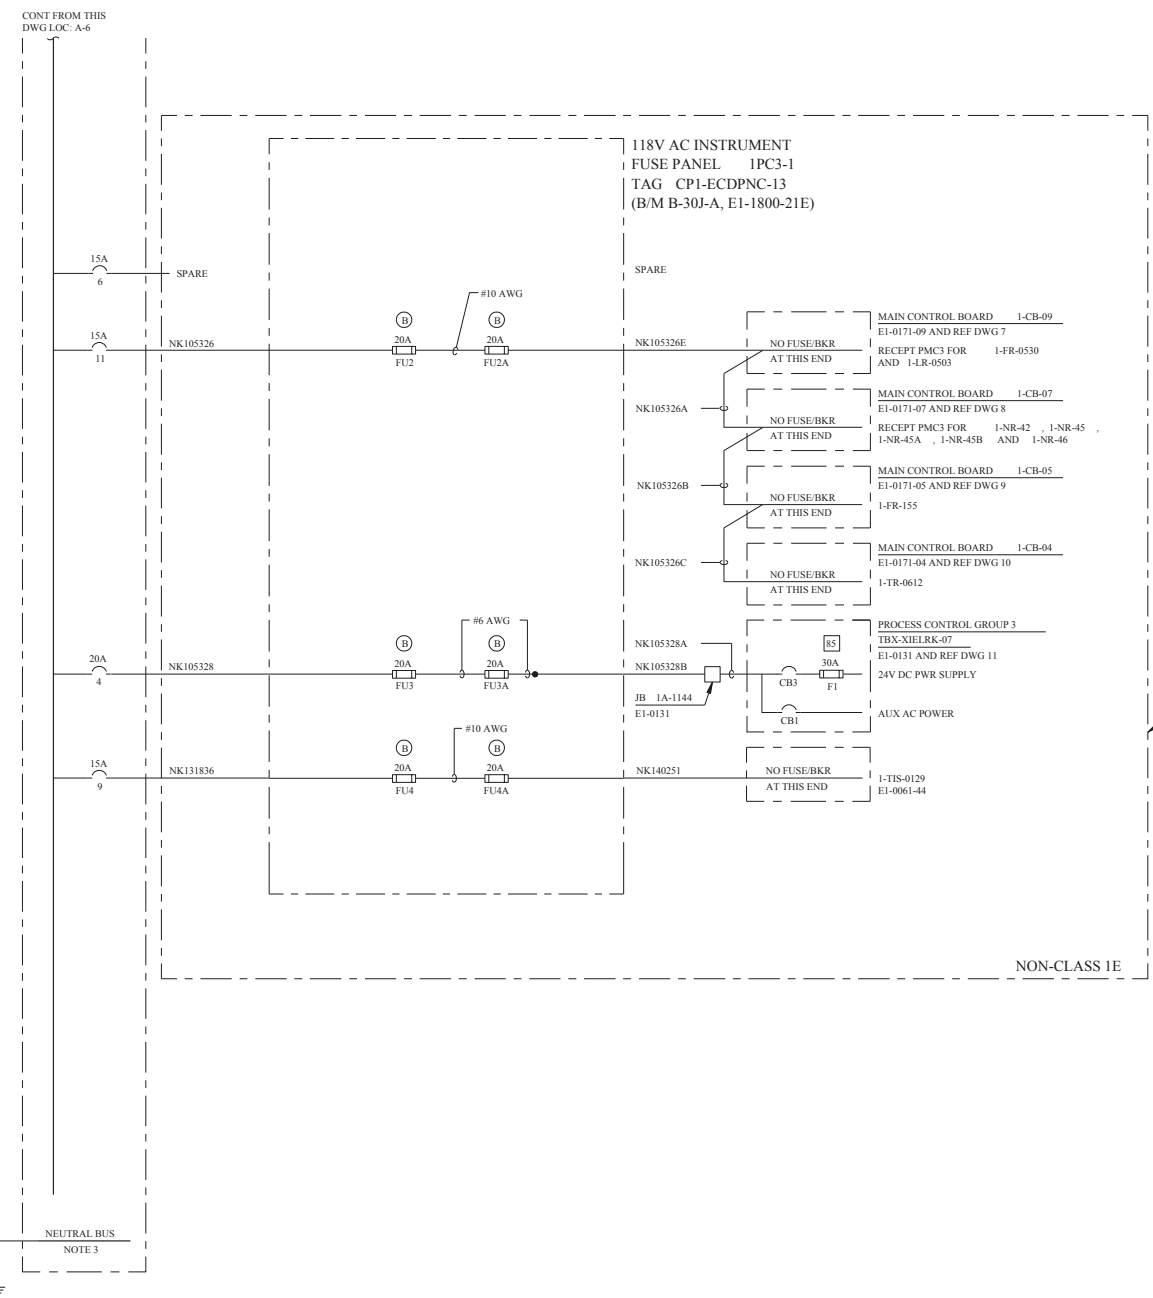 CONT FROM THIS
DWG LOC: A-6
118V AC INSTRUMENT
FUSE PANEL 1PC3-1
TAG CP1-ECDPNC-13
(B/M B-30J-A, E1-1800-21E)
15A
6
SPARE
SPARE
#10 AWG
15A
11
NK105326
B
20A
FU2
B
20A
FU2A
NK105326E
NO FUSE/BKR
AT THIS END
MAIN CONTROL BOARD 1-CB-09
E1-0171-09 AND REF DWG 7
RECEPT PMC3 FOR 1-FR-0530
AND 1-LR-0503
NK105326A
NO FUSE/BKR
AT THIS END
MAIN CONTROL BOARD 1-CB-07
E1-0171-07 AND REF DWG 8
RECEPT PMC3 FOR 1-NR-42 , 1-NR-45 ,
1-NR-45A , 1-NR-45B AND 1-NR-46
NK105326B
NO FUSE/BKR
AT THIS END
MAIN CONTROL BOARD 1-CB-05
E1-0171-05 AND REF DWG 9
1-FR-155
NK105326C
NO FUSE/BKR
AT THIS END
MAIN CONTROL BOARD 1-CB-04
E1-0171-04 AND REF DWG 10
1-TR-0612
#6 AWG
20A
4
NK105328
B
20A
FU3
B
20A
FU3A
NK105328A
NK105328B
JB 1A-1144
E1-0131
CB3
85
30A
F1
CB1
PROCESS CONTROL GROUP 3
TBX-XIELRK-07
E1-0131 AND REF DWG 11
24V DC PWR SUPPLY
AUX AC POWER
#10 AWG
15A
9
NK131836
B
20A
FU4
B
20A
FU4A
NK140251
NO FUSE/BKR
AT THIS END
1-TIS-0129
E1-0061-44
NON-CLASS 1E
NEUTRAL BUS
NOTE 3